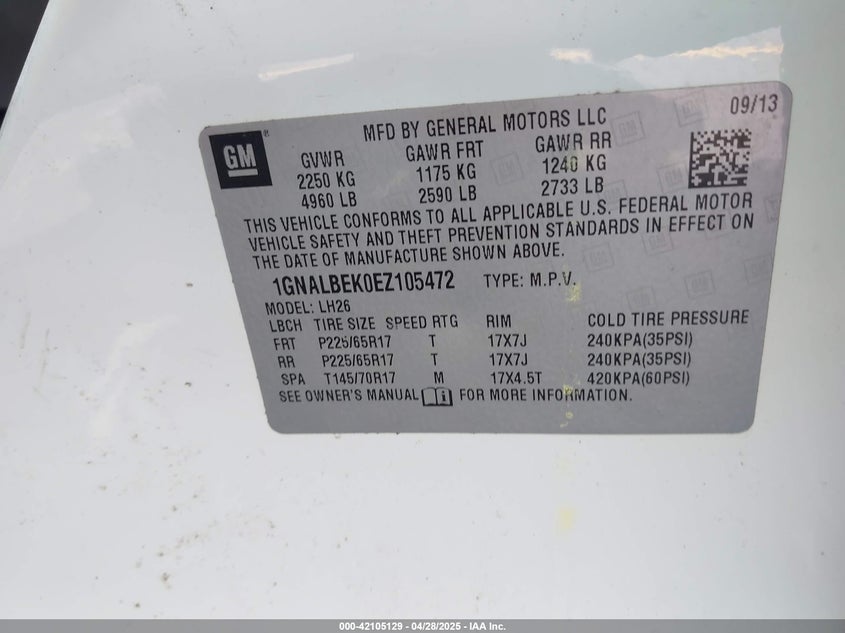 09/13
MFD BY GENERAL MOTORS LLC
GM®
GVWR GAWR FRT GAWR RR
2250 KG 1175 KG 1240 KG
4960 LB 2590 LB 2733 LB
THIS VEHICLE CONFORMS TO ALL APPLICABLE U.S. FEDERAL MOTOR
VEHICLE SAFETY AND THEFT PREVENTION STANDARDS IN EFFECT ON
THE DATE OF MANUFACTURE SHOWN ABOVE.
1GNALBEK0EZ105472 TYPE: M.P.V.
MODEL: LH26
LBCH TIRE SIZE SPEED RTG RIM COLD TIRE PRESSURE
FRT P225/65R17 T 17X7J 240KPA(35PSI)
RR P225/65R17 T 17X7J 240KPA(35PSI)
SPA T145/70R17 M 17X4.5T 420KPA(60PSI)
SEE OWNER'S MANUAL FOR MORE INFORMATION.
000-42105129 - 04/28/2025 - IAA Inc.